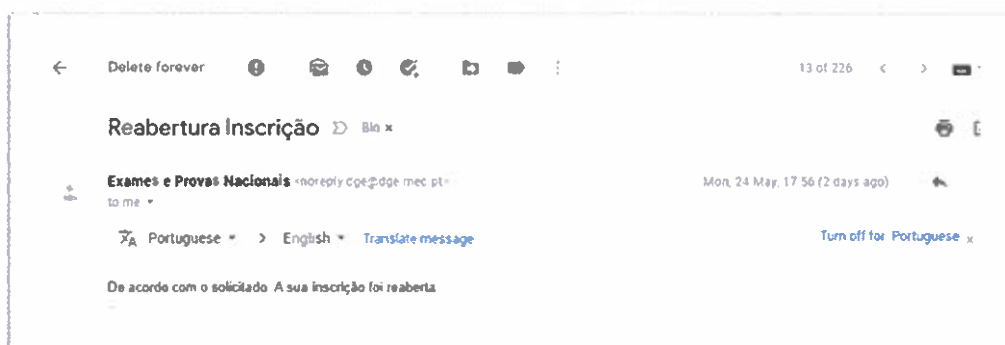 Delete forever
13 of 226
Reabertura Inscrição
Exames e Provas Nacionais
Mon, 24 May, 17 56 (2 days ago)
to me
Portuguese > English Translate message
Turn off for Portuguese x
De acordo com o solicitado A sua inscrição foi reaberta